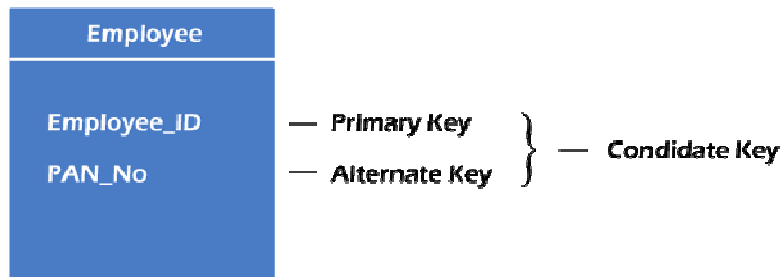 Employee
Employee_ID — Primary Key
PAN_No — Alternate Key
} — Condidate Key